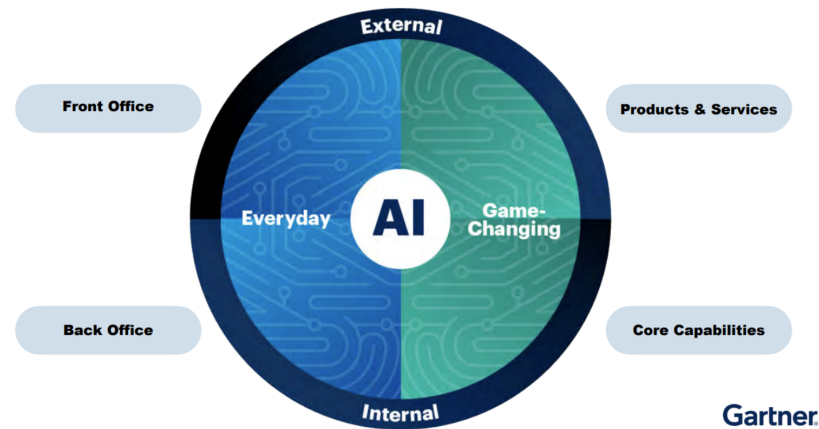 External
Front Office
Products & Services
Everyday
AI
Game-
Changing
Back Office
Core Capabilities
Internal
Gartner.